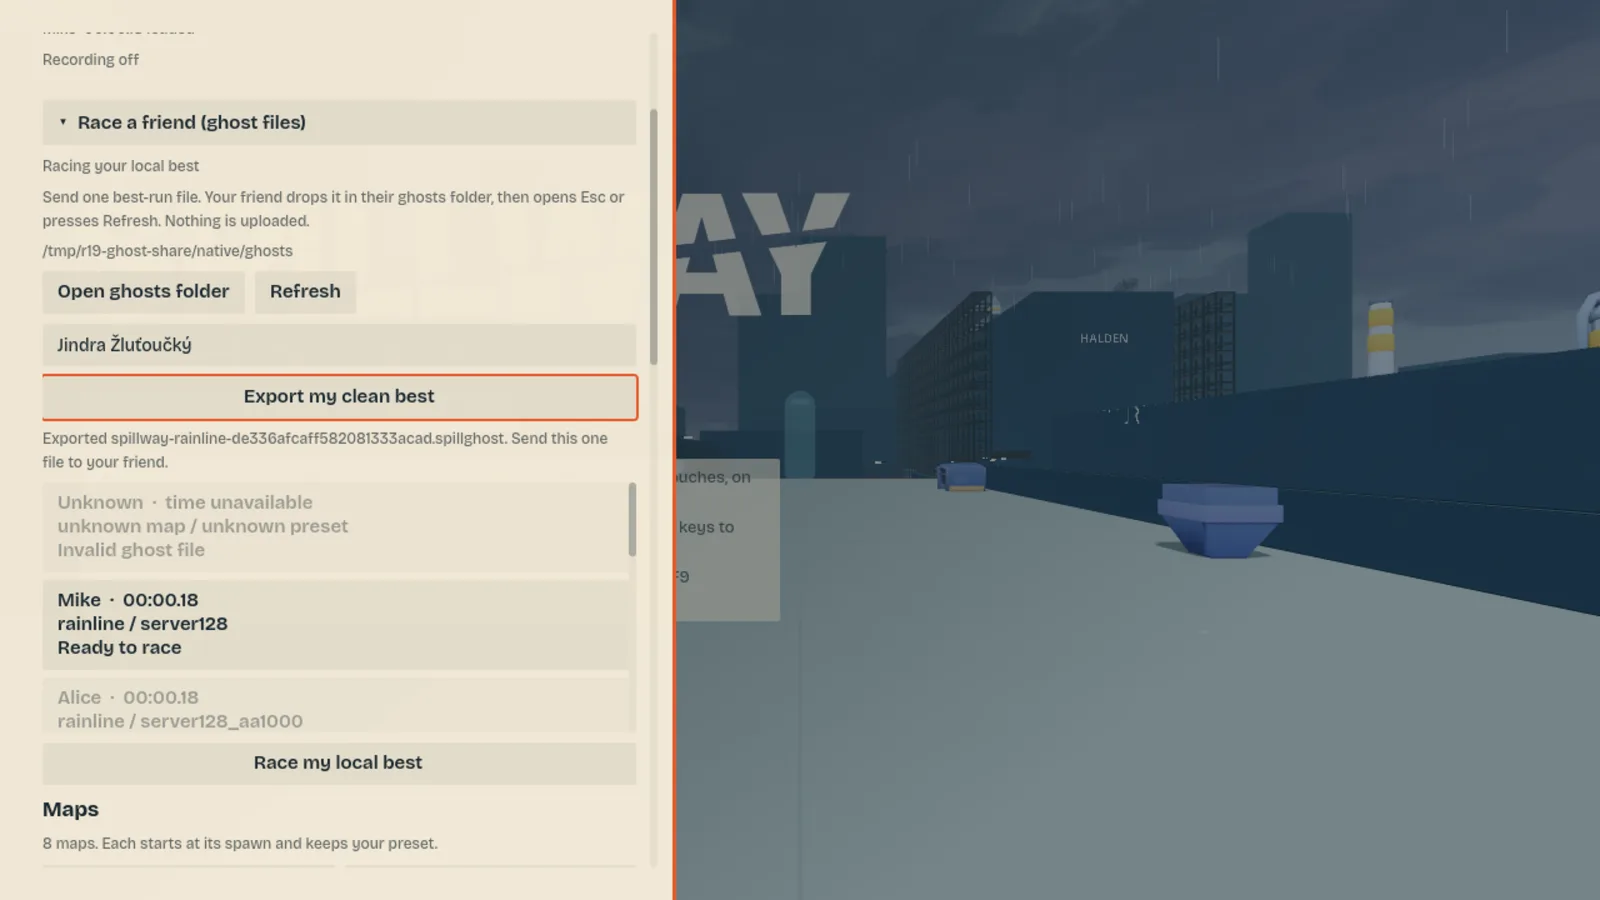 Recording off
▾ Race a friend (ghost files)
Racing your local best
Send one best-run file. Your friend drops it in their ghosts folder, then opens Esc or
presses Refresh. Nothing is uploaded.
/tmp/r19-ghost-share/native/ghosts
Open ghosts folder Refresh
Jindra Žluťoučký
Export my clean best
Exported spillway-rainline-de336afcaff582081333acad.spillghost. Send this one
file to your friend.
Unknown · time unavailable
unknown map / unknown preset
Invalid ghost file
Mike · 00:00.18
rainline / server128
Ready to race
Alice · 00:00.18
rainline / server128_aa1000
Race my local best
Maps
8 maps. Each starts at its spawn and keeps your preset.
AY
AY
HALDEN
on
keys to
F9